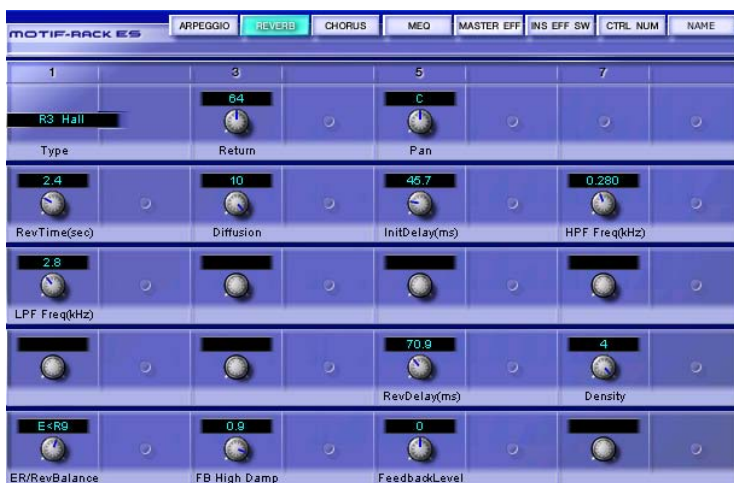 MOTIF-RACK ES
ARPEGGIO REVERB CHORUS MEQ MASTER EFF INS EFF SW CTRL NUM NAME
1 3 5 7
64 C
R3 Hall
Type Return Pan
2.4 10 45.7 0.280
RevTime(sec) Diffusion InitDelay(ms) HPF Freq(kHz)
2.8
LPF Freq(kHz)
70.9 4
RevDelay(ms) Density
E<R9 0.9 0
ER/RevBalance FB High Damp FeedbackLevel